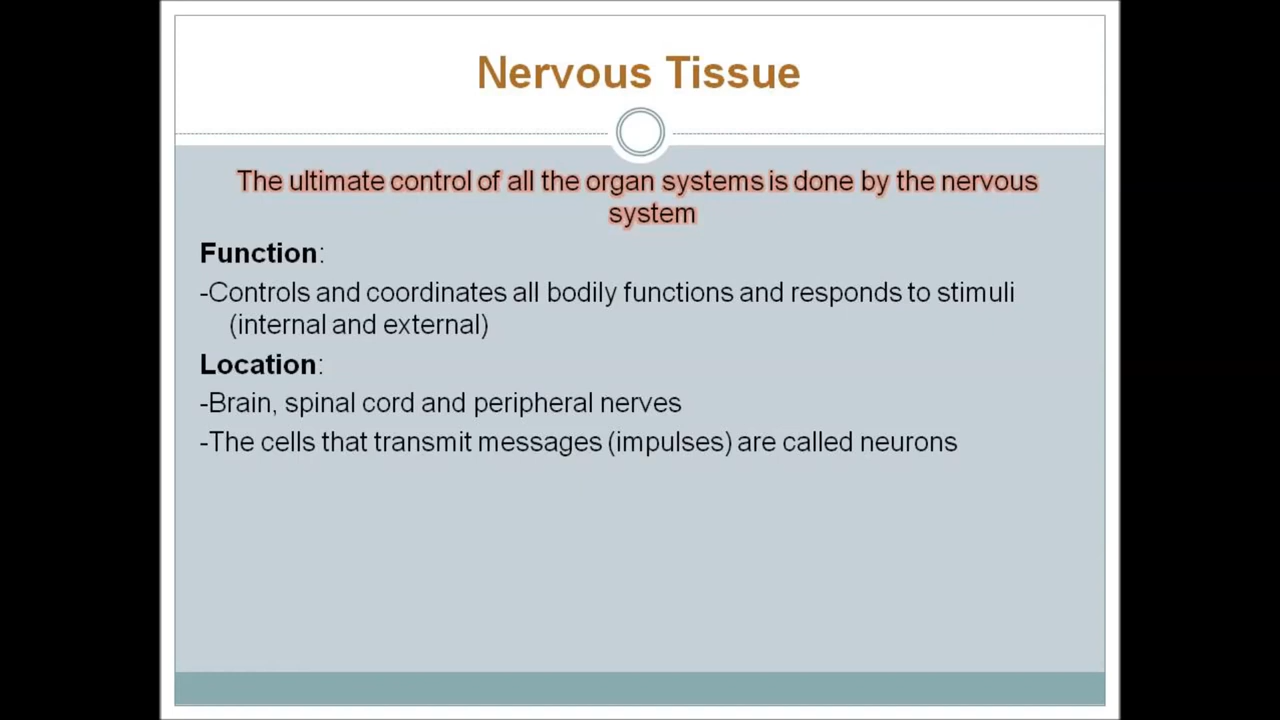 Nervous Tissue
The ultimate control of all the organ systems is done by the nervous
system
Function:
-Controls and coordinates all bodily functions and responds to stimuli
(internal and external)
Location:
-Brain, spinal cord and peripheral nerves
-The cells that transmit messages (impulses) are called neurons